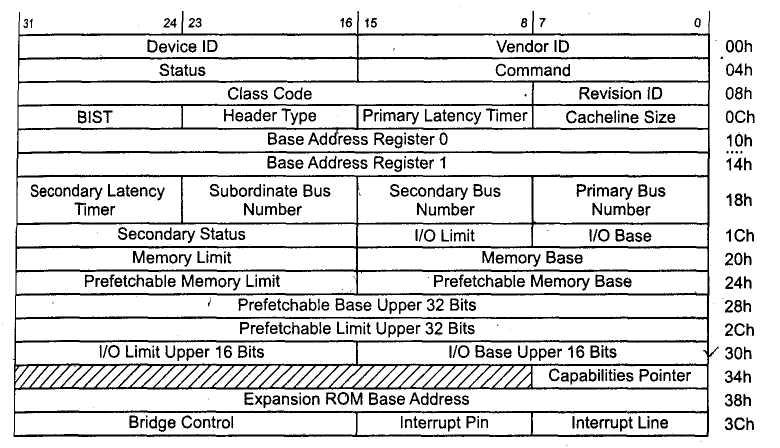 31 24 23 16 15 8 7 0
Device ID Vendor ID 00h
Status Command 04h
Class Code Revision ID 08h
BIST Header Type Primary Latency Timer Cacheline Size 0Ch
Base Address Register 0 10h
Base Address Register 1 14h
Secondary Latency Timer Subordinate Bus Number Secondary Bus Number Primary Bus Number 18h
Secondary Status I/O Limit I/O Base 1Ch
Memory Limit Memory Base 20h
Prefetchable Memory Limit Prefetchable Memory Base 24h
Prefetchable Base Upper 32 Bits 28h
Prefetchable Limit Upper 32 Bits 2Ch
I/O Limit Upper 16 Bits I/O Base Upper 16 Bits 30h
Capabilities Pointer 34h
Expansion ROM Base Address 38h
Bridge Control Interrupt Pin Interrupt Line 3Ch